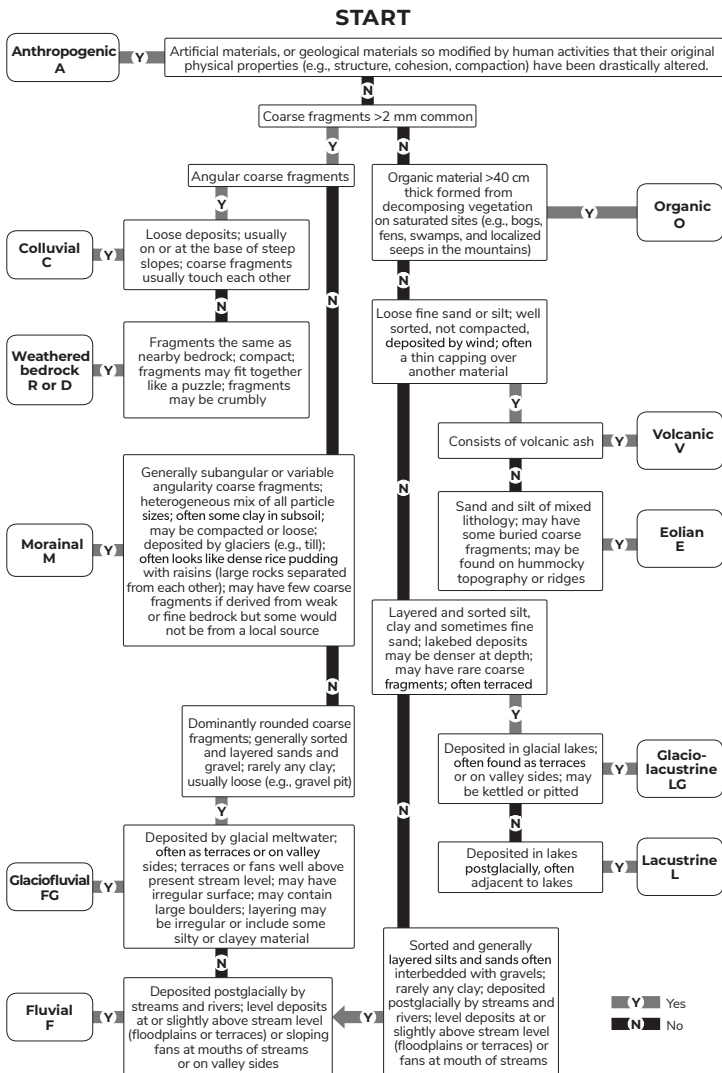 START
Anthropogenic
A
Y
Artificial materials, or geological materials so modified by human activities that their original
physical properties (e.g., structure, cohesion, compaction) have been drastically altered.
N
Coarse fragments >2 mm common
Y
N
Angular coarse fragments
Y
Organic material >40 cm
thick formed from
decomposing vegetation
on saturated sites (e.g., bogs,
fens, swamps, and localized
seeps in the mountains)
Y
Organic
O
Colluvial
C
Y
Loose deposits; usually
on or at the base of steep
slopes; coarse fragments
usually touch each other
N
N
N
Weathered
bedrock
R or D
Y
Fragments the same as
nearby bedrock; compact;
fragments may fit together
like a puzzle; fragments
may be crumbly
Loose fine sand or silt; well
sorted, not compacted,
deposited by wind; often
a thin capping over
another material
Y
Consists of volcanic ash
Y
Volcanic
V
N
N
Morainal
M
Y
Generally subangular or variable
angularity coarse fragments;
heterogeneous mix of all particle
sizes; often some clay in subsoil;
may be compacted or loose;
deposited by glaciers (e.g., till);
often looks like dense rice pudding
with raisins (large rocks separated
from each other); may have few coarse
fragments if derived from weak
or fine bedrock but some would
not be from a local source
Sand and silt of mixed
lithology; may have
some buried coarse
fragments; may be
found on hummocky
topography or ridges
Y
Eolian
E
Layered and sorted silt,
clay and sometimes fine
sand; lakebed deposits
may be denser at depth;
may have rare coarse
fragments; often terraced
N
Y
Dominantly rounded coarse
fragments; generally sorted
and layered sands and
gravel; rarely any clay;
usually loose (e.g., gravel pit)
Deposited in glacial lakes;
often found as terraces
or on valley sides; may
be kettled or pitted
Y
Glacio-
lacustrine
LG
Y
N
N
Glaciofluvial
FG
Y
Deposited by glacial meltwater;
often as terraces or on valley
sides; terraces or fans well above
present stream level; may have
irregular surface; may contain
large boulders; layering may
be irregular or include some
silty or clayey material
Deposited in lakes
postglacially, often
adjacent to lakes
Y
Lacustrine
L
N
Fluvial
F
Y
Deposited postglacially by
streams and rivers; level deposits
at or slightly above stream level
(floodplains or terraces) or sloping
fans at mouths of streams
or on valley sides
Y
Sorted and generally
layered silts and sands often
interbedded with gravels;
rarely any clay; deposited
postglacially by streams and
rivers; level deposits at or
slightly above stream level
(floodplains or terraces) or
fans at mouth of streams
Y Yes
N No